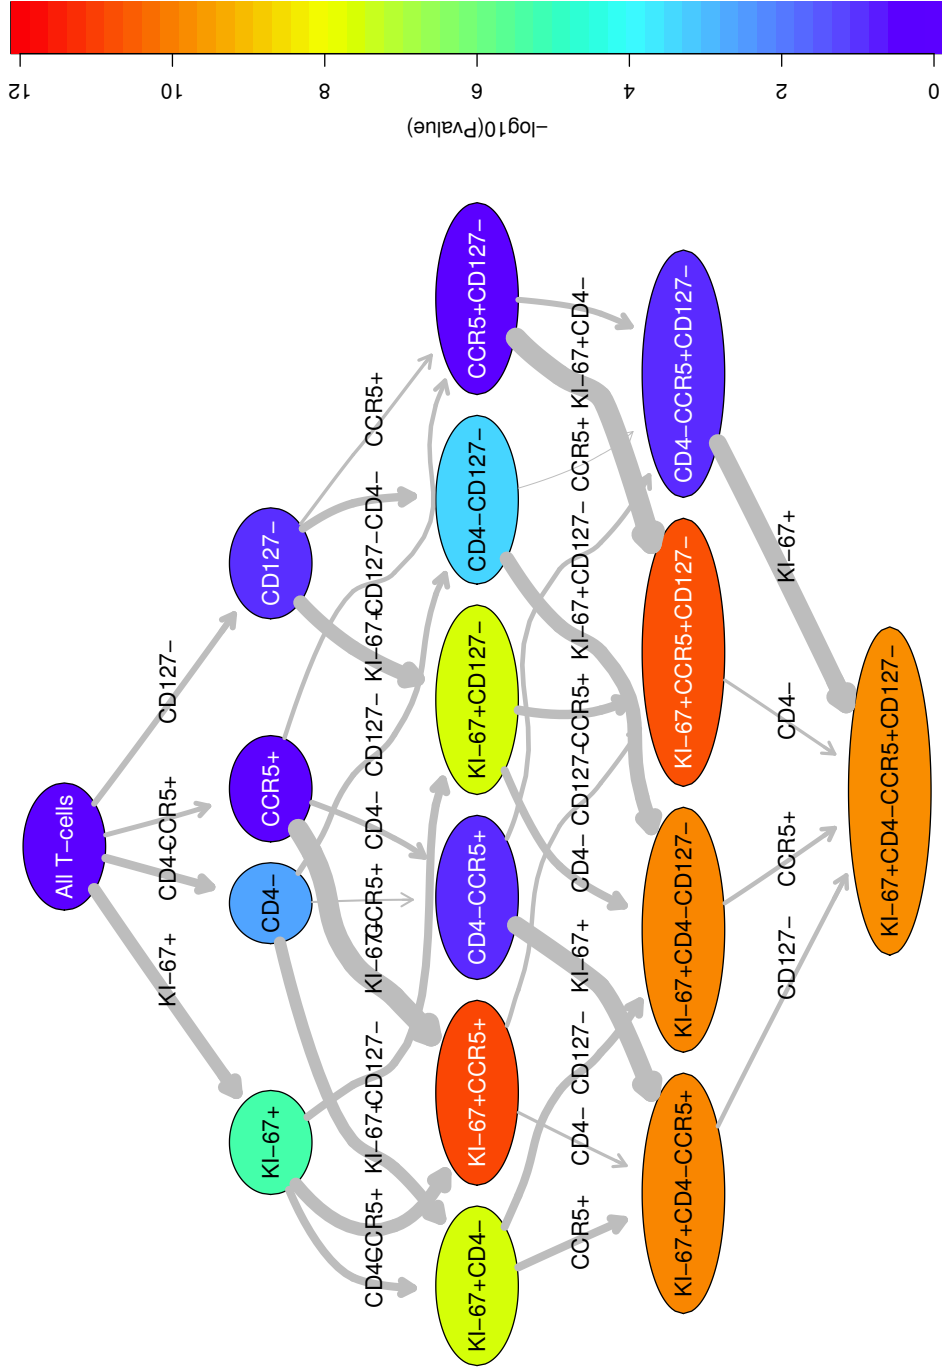 12
10
8
6
4
2
0
−log10(Pvalue)
All T−cells
KI−67+
CD4−
CCR5+
CD127−
KI−67+
CD4−
CCR5+
CD127−
CD4−
CCR5+
CD127−
KI−67+
CCR5+
CD127−
KI−67+
CD4−
CD127−
KI−67+
CD4−
CCR5+
KI−67+CD4−
KI−67+CCR5+
CD4−CCR5+
KI−67+CD127−
CD4−CD127−
CCR5+CD127−
CCR5+
CD127−
CD4−
CD127−
KI−67+
CD127−
CD4−
CCR5+
KI−67+
CCR5+
KI−67+
CD4−
KI−67+CD4−CCR5+
KI−67+CD4−CD127−
KI−67+CCR5+CD127−
CD4−CCR5+CD127−
CD127−
CCR5+
CD4−
KI−67+
KI−67+CD4−CCR5+CD127−